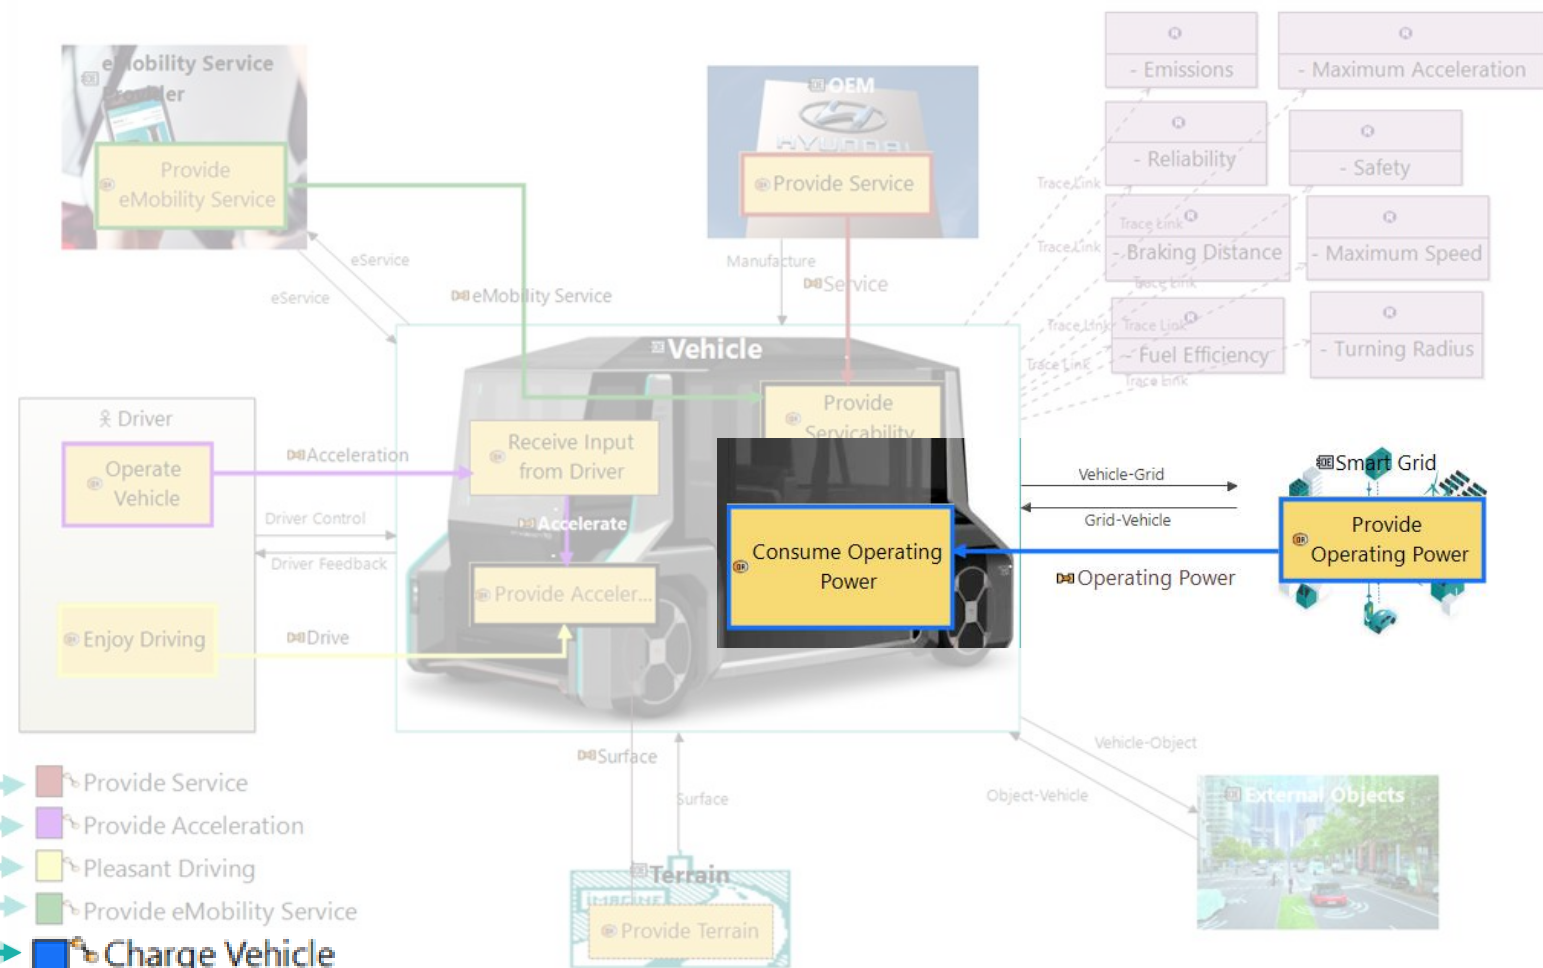 eMobility Service
Provider
Provide
eMobility Service
OEM
HYUNDAI
Provide Service
- Emissions
- Maximum Acceleration
- Reliability
- Safety
- Braking Distance
- Maximum Speed
- Fuel Efficiency
- Turning Radius
Trace Link
Trace Link
Trace Link
Trace Link
Trace Link
Trace Link
Trace Link
Trace Link
eService
eService
eMobility Service
Manufacture
Service
Vehicle
Provide
Servicability
Driver
Operate
Vehicle
Acceleration
Receive Input
from Driver
Accelerate
Driver Control
Driver Feedback
Provide Acceler...
Enjoy Driving
Drive
Consume Operating
Power
Vehicle-Grid
Grid-Vehicle
Operating Power
Smart Grid
Provide
Operating Power
Surface
Surface
Vehicle-Object
Object-Vehicle
External Objects
Terrain
IMAGINE
Provide Terrain
Provide Service
Provide Acceleration
Pleasant Driving
Provide eMobility Service
Charge Vehicle